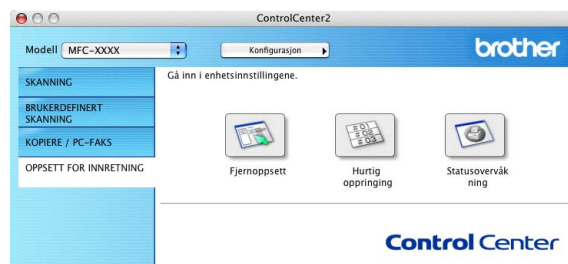 ControlCenter2
Modell MFC-XXXX Konfigurasjon brother
SKANNING
BRUKERDEFINERT
SKANNING
KOPIERE / PC-FAKS
OPPSETT FOR INNRETNING
Gå inn i enhetsinnstillingene.
Fjernoppsett
Hurtig
oppringing
Statusovervåk
ning
Control Center